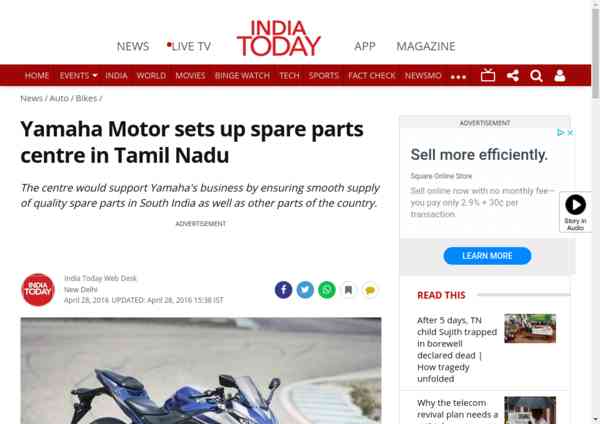 NEWS
LIVE TV
INDIA
TODAY
APP
MAGAZINE
HOME EVENTS INDIA WORLD MOVIES BINGE WATCH TECH SPORTS FACT CHECK NEWSMO
News / Auto / Bikes /
Yamaha Motor sets up spare parts
centre in Tamil Nadu
The centre would support Yamaha's business by ensuring smooth supply
of quality spare parts in South India as well as other parts of the country.
ADVERTISEMENT
INDIA
TODAY
India Today Web Desk
New Delhi
April 28, 2016 UPDATED: April 28, 2016 15:38 IST
ADVERTISEMENT
Sell more efficiently.
Square Online Store
Sell online now with no monthly fee—
you pay only 2.9% + 30¢ per
transaction.
LEARN MORE
Story in
Audio
READ THIS
After 5 days, TN
child Sujith trapped
in borewell
declared dead |
How tragedy
unfolded
Why the telecom
revival plan needs a